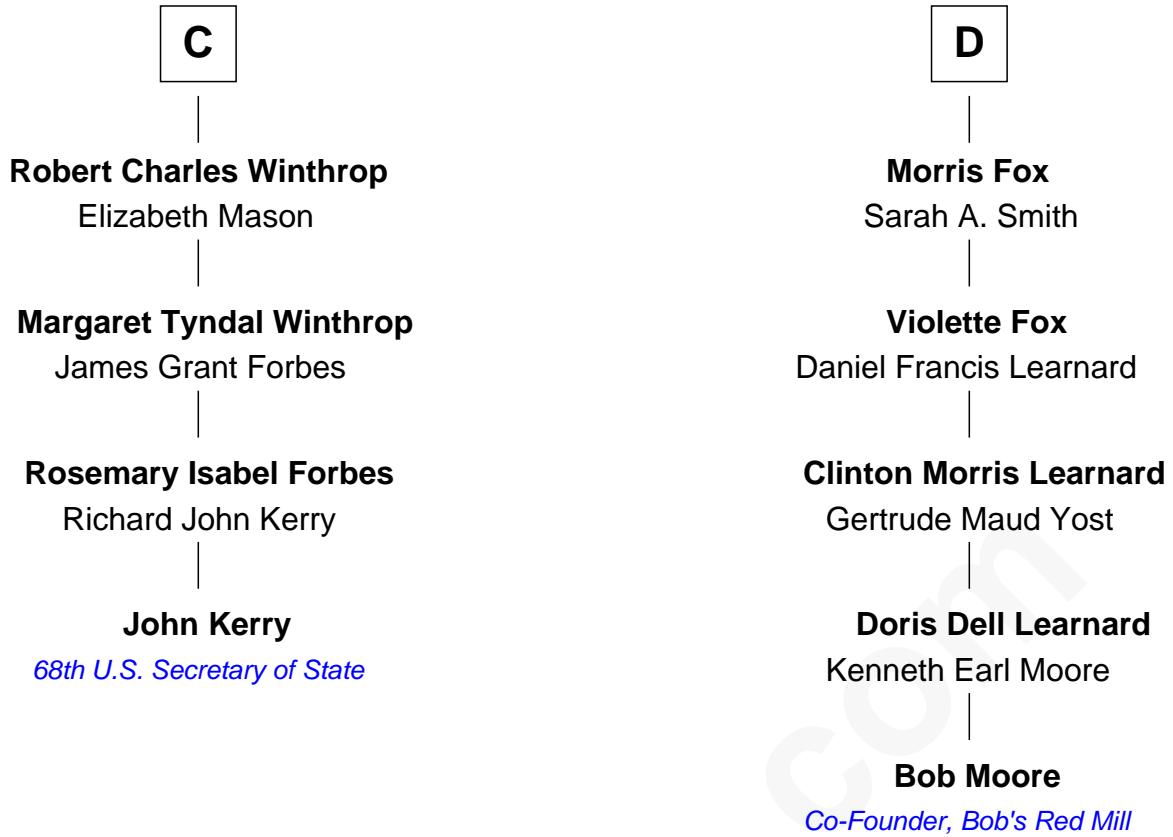 C
Robert Charles Winthrop
Elizabeth Mason
Margaret Tyndal Winthrop
James Grant Forbes
Rosemary Isabel Forbes
Richard John Kerry
John Kerry
68th U.S. Secretary of State
D
Morris Fox
Sarah A. Smith
Violette Fox
Daniel Francis Learnard
Clinton Morris Learnard
Gertrude Maud Yost
Doris Dell Learnard
Kenneth Earl Moore
Bob Moore
Co-Founder, Bob's Red Mill
com